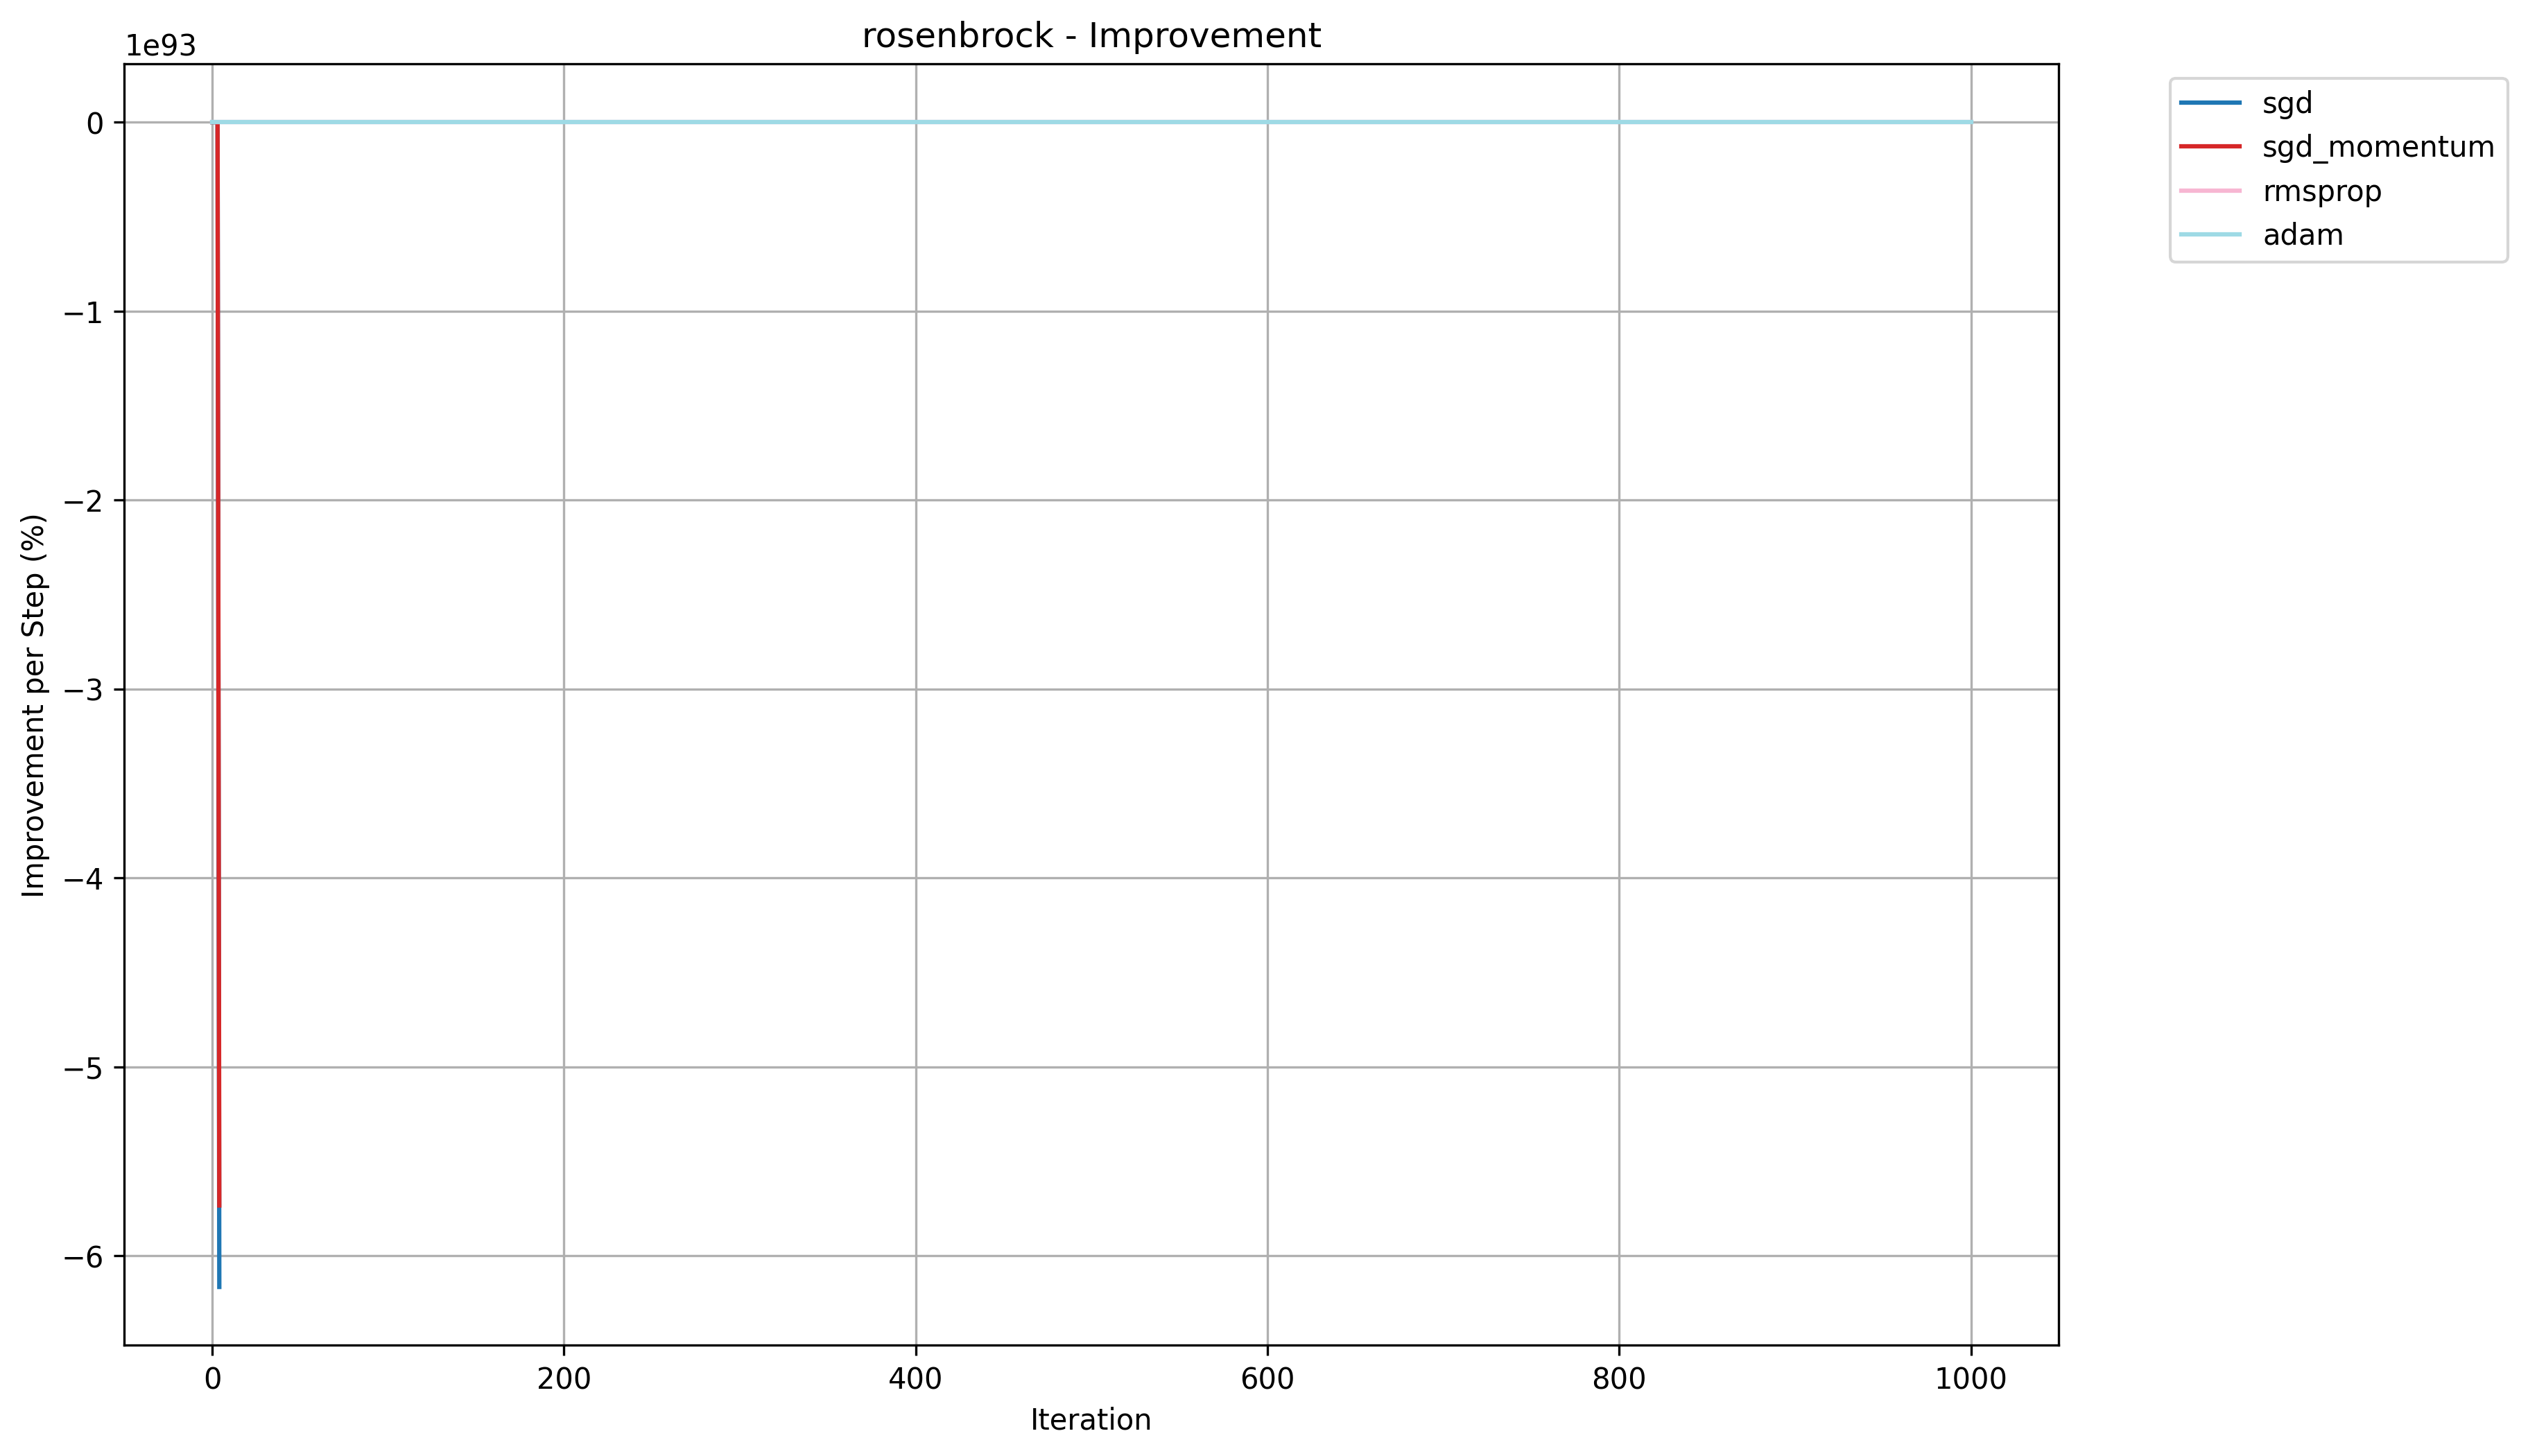 rosenbrock - Improvement
1e93
0
−1
−2
−3
−4
−5
−6
Improvement per Step (%)
0 200 400 600 800 1000
Iteration
sgd
sgd_momentum
rmsprop
adam